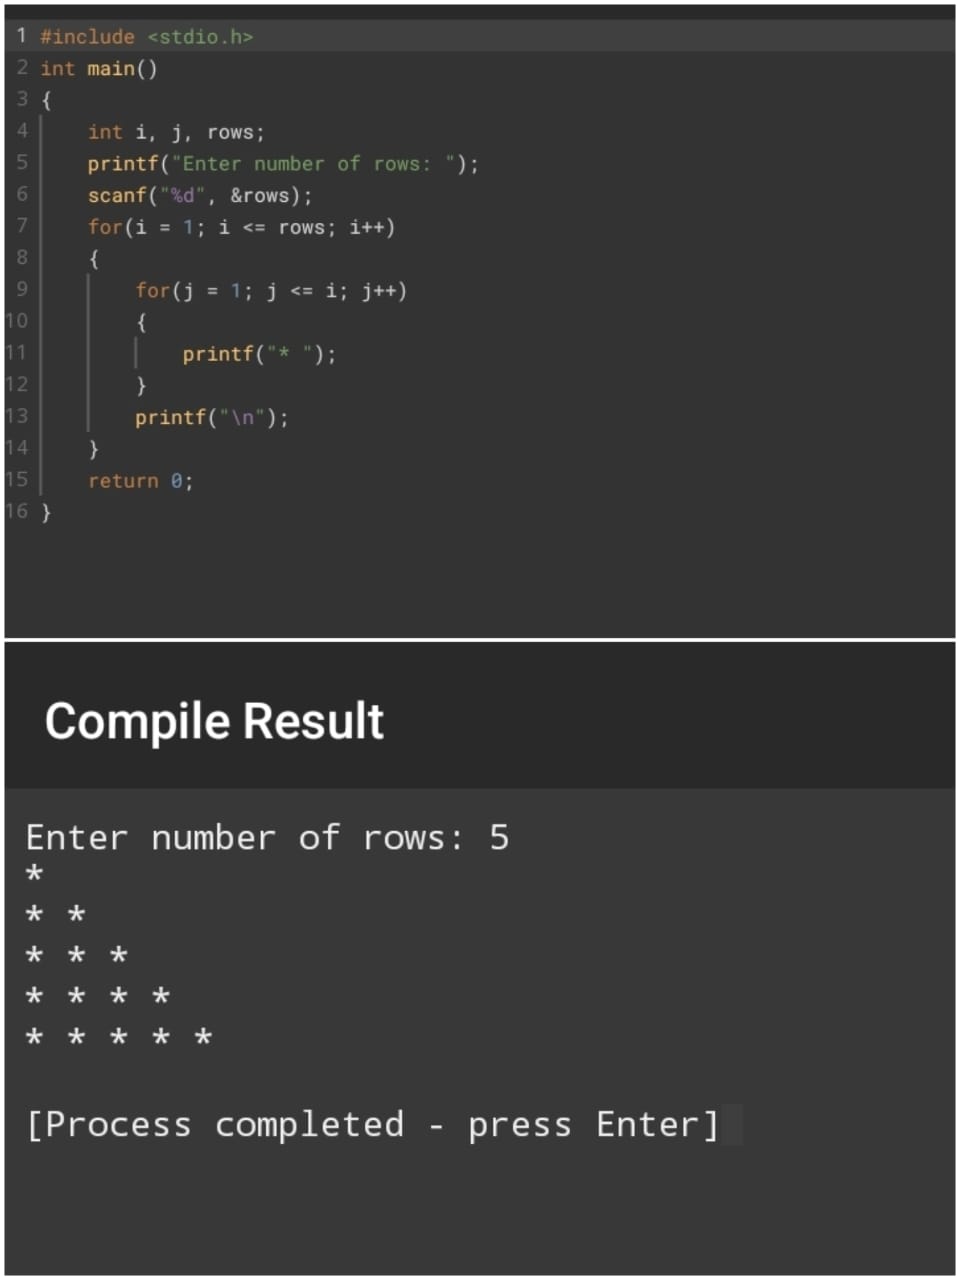 1 #include <stdio.h>
2 int main()
3 {
4     int i, j, rows;
5     printf("Enter number of rows: ");
6     scanf("%d", &rows);
7     for(i = 1; i <= rows; i++)
8     {
9         for(j = 1; j <= i; j++)
10         {
11             printf("* ");
12         }
13         printf("\n");
14     }
15     return 0;
16 }
Compile Result
Enter number of rows: 5
*
* *
* * *
* * * *
* * * * *
[Process completed - press Enter]